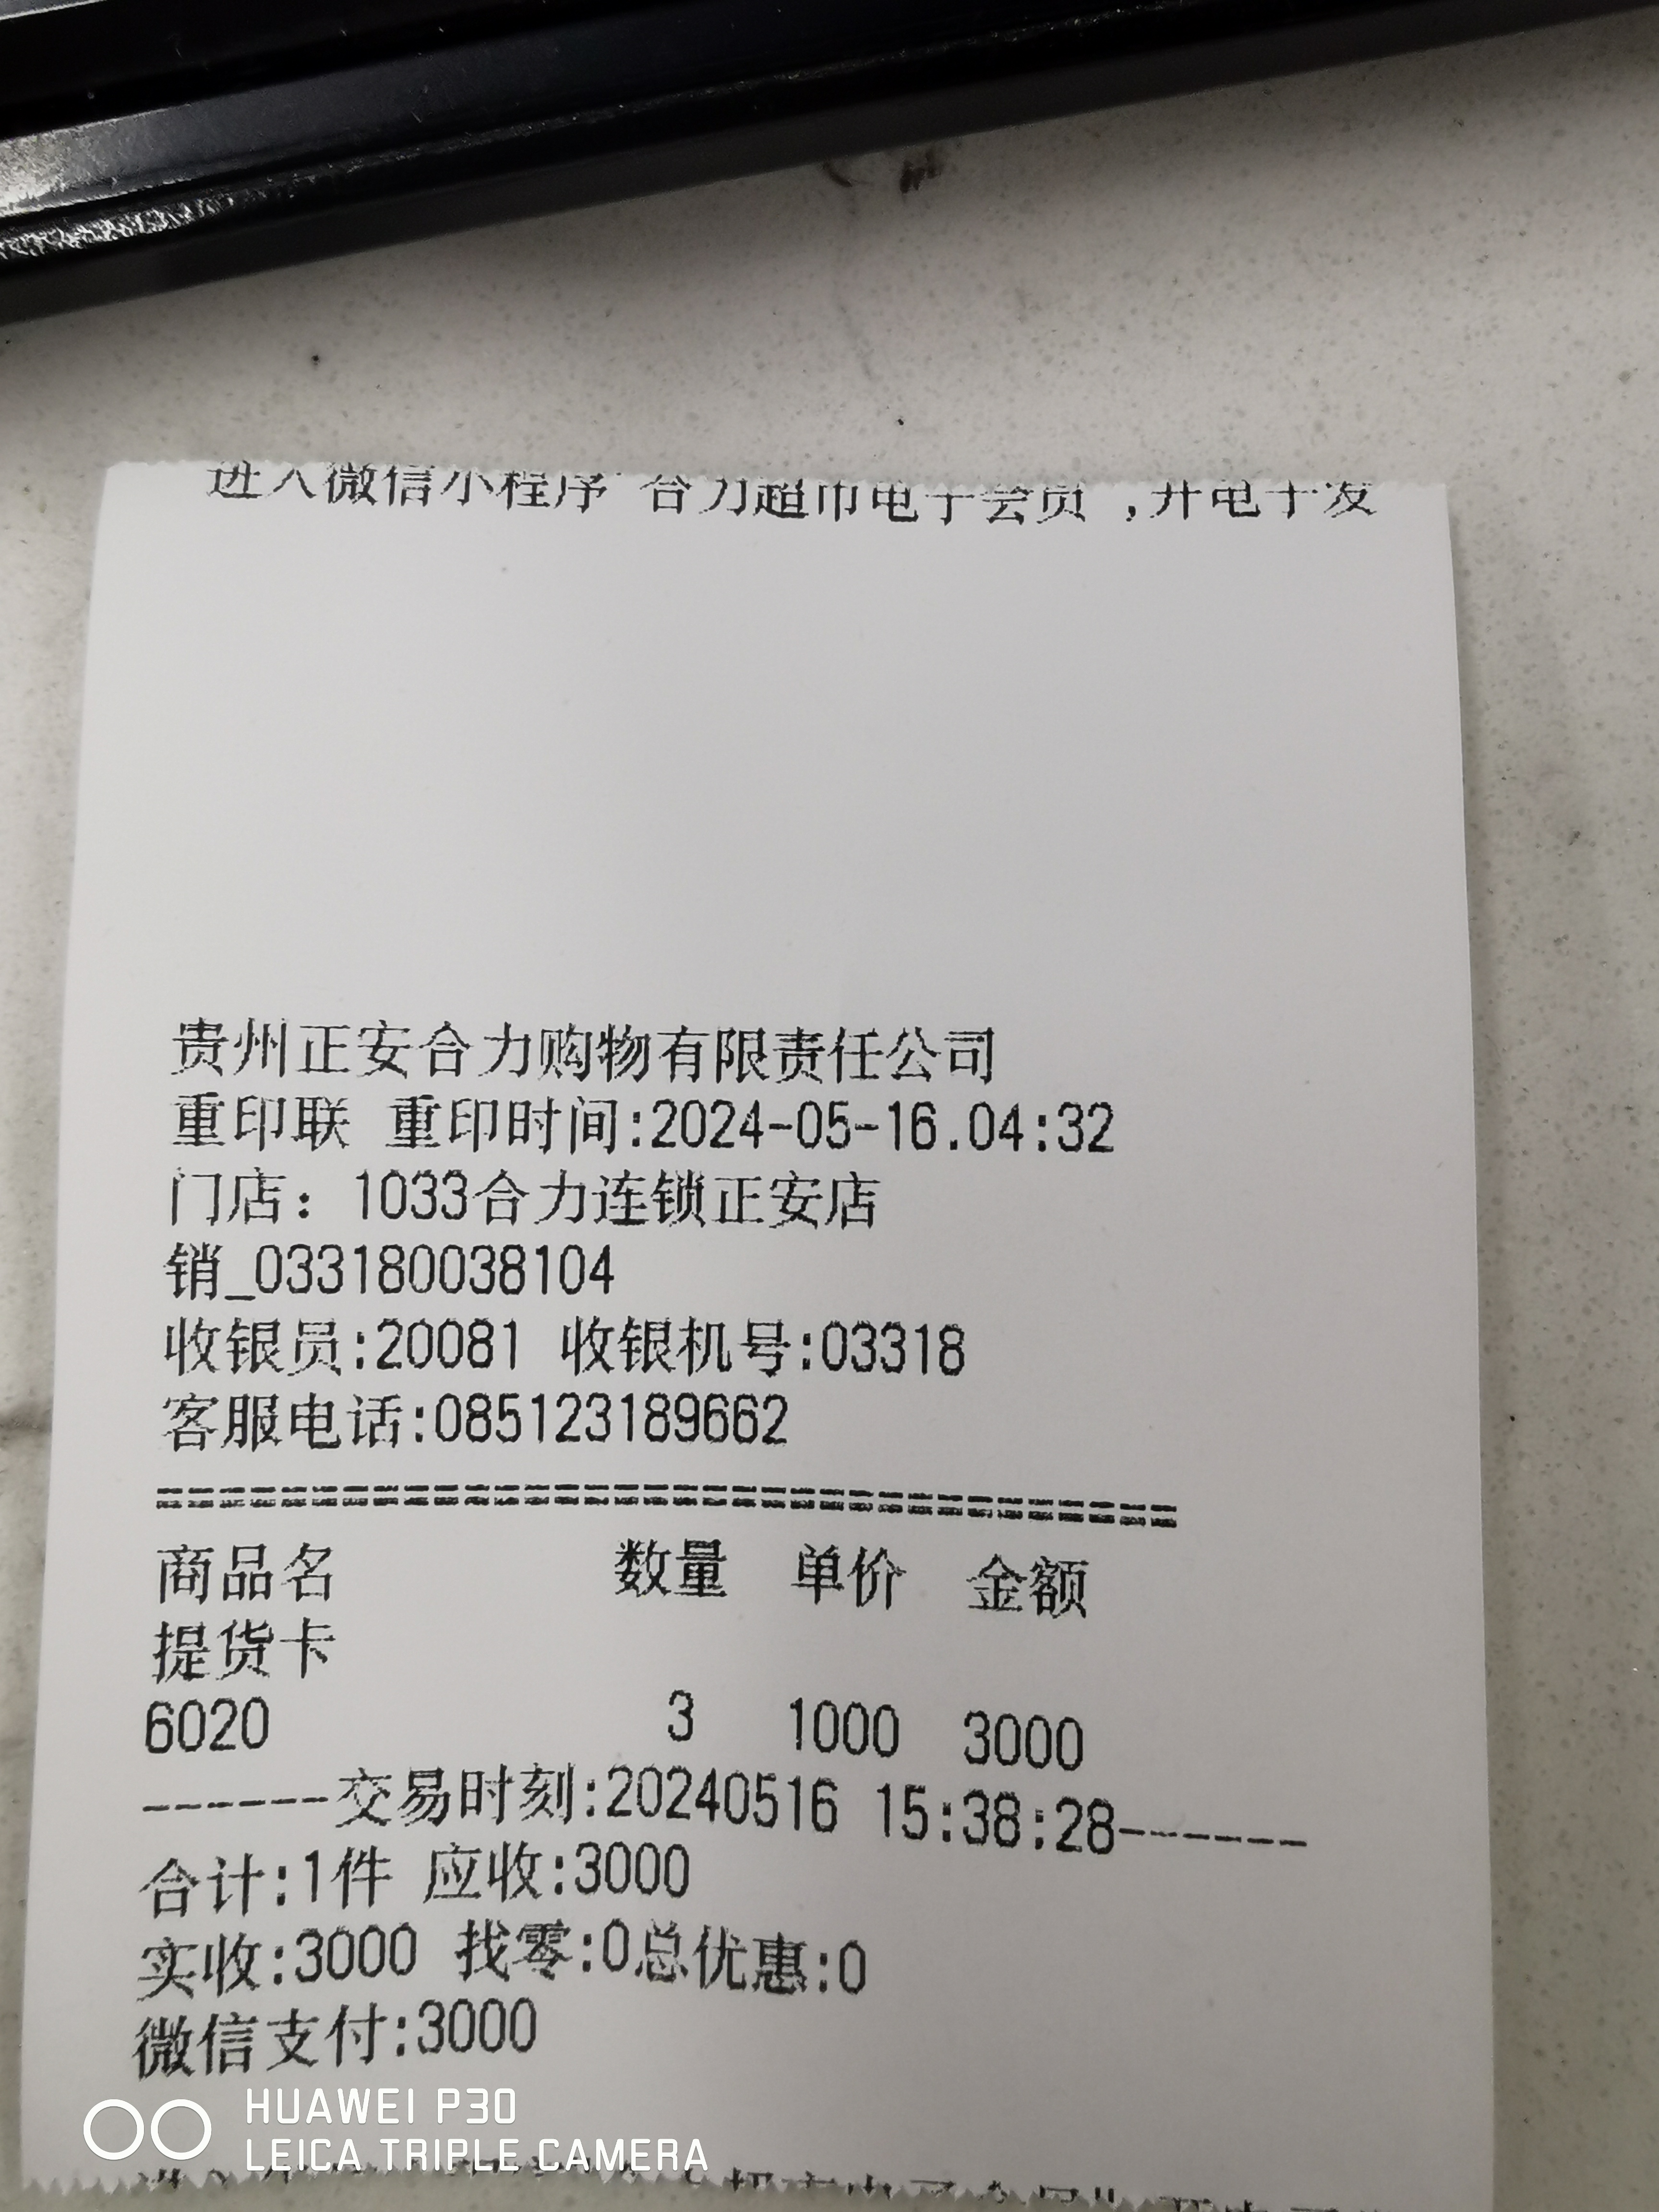 进入微信小程序 合力超市电子会员 ,开电子发
贵州正安合力购物有限责任公司
重印联 重印时间:2024-05-16.04:32
门店： 1033合力连锁正安店
销_033180038104
收银员:20081 收银机号:03318
客服电话:085123189662
===================================
商品名 数量 单价 金额
提货卡
6020 3 1000 3000
------交易时刻:20240516 15:38:28------
合计:1件 应收:3000
实收:3000 找零:0总优惠:0
微信支付:3000
HUAWEI P30
LEICA TRIPLE CAMERA